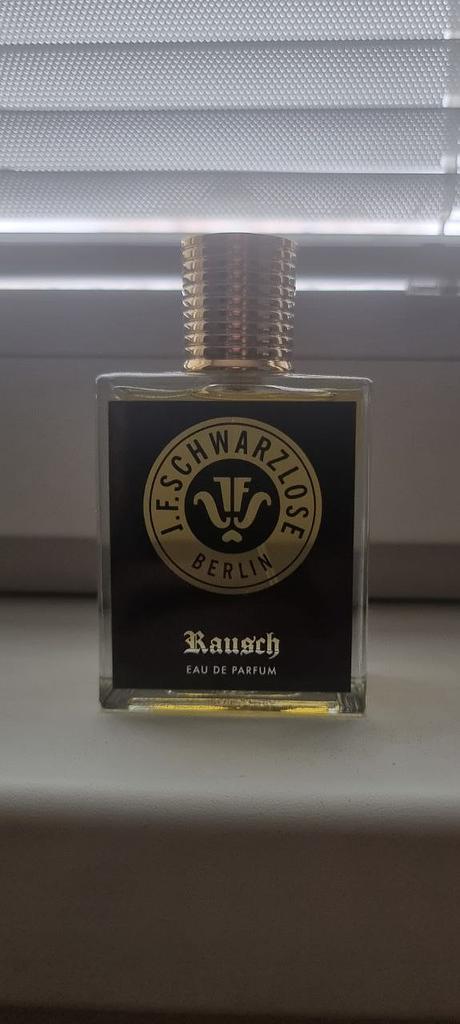 J.F. SCHWARZLOSE
BERLIN
Rausch
EAU DE PARFUM